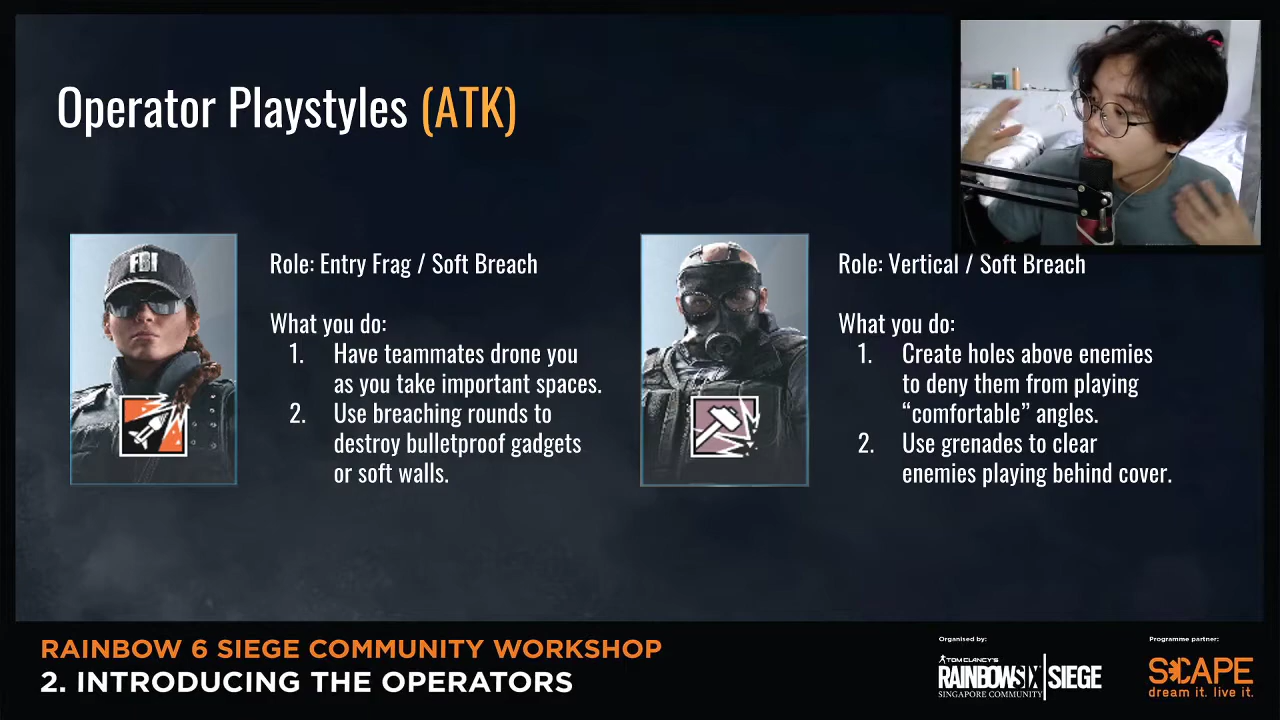 Operator Playstyles (ATK)
FBI
Role: Entry Frag / Soft Breach
What you do:
1. Have teammates drone you
as you take important spaces.
2. Use breaching rounds to
destroy bulletproof gadgets
or soft walls.
Role: Vertical / Soft Breach
What you do:
1. Create holes above enemies
to deny them from playing
“comfortable” angles.
2. Use grenades to clear
enemies playing behind cover.
RAINBOW 6 SIEGE COMMUNITY WORKSHOP
2. INTRODUCING THE OPERATORS
Organised by:
TOM CLANCY'S
RAINBOWSIX SIEGE
SINGAPORE COMMUNITY
Programme partner:
SCAPE
dream it. live it.